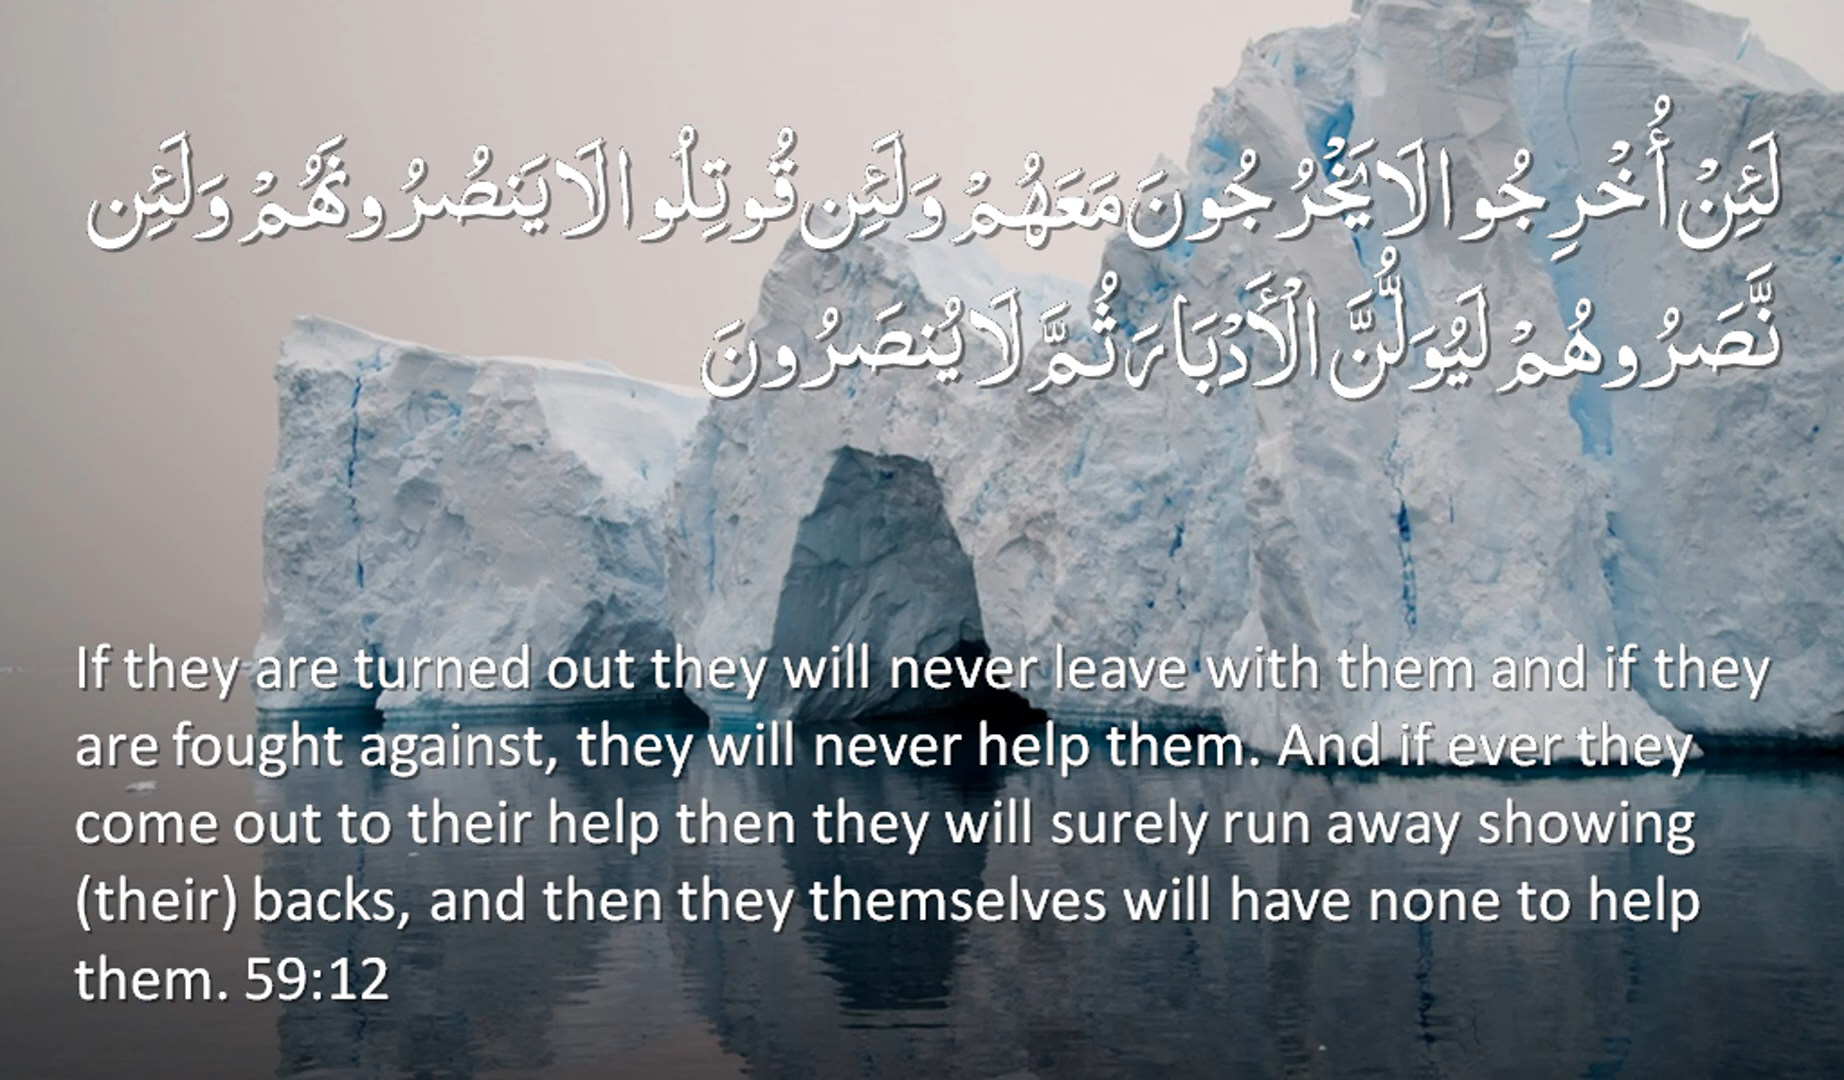 لَئِنْ أُخْرِجُوا لَا يَخْرُجُونَ مَعَهُمْ وَلَئِن قُوتِلُوا لَا يَنصُرُونَهُمْ وَلَئِن
نَّصَرُوهُمْ لَيُوَلُّنَّ الْأَدْبَارَ ثُمَّ لَا يُنصَرُونَ
If they are turned out they will never leave with them and if they
are fought against, they will never help them. And if ever they
come out to their help then they will surely run away showing
(their) backs, and then they themselves will have none to help
them. 59:12